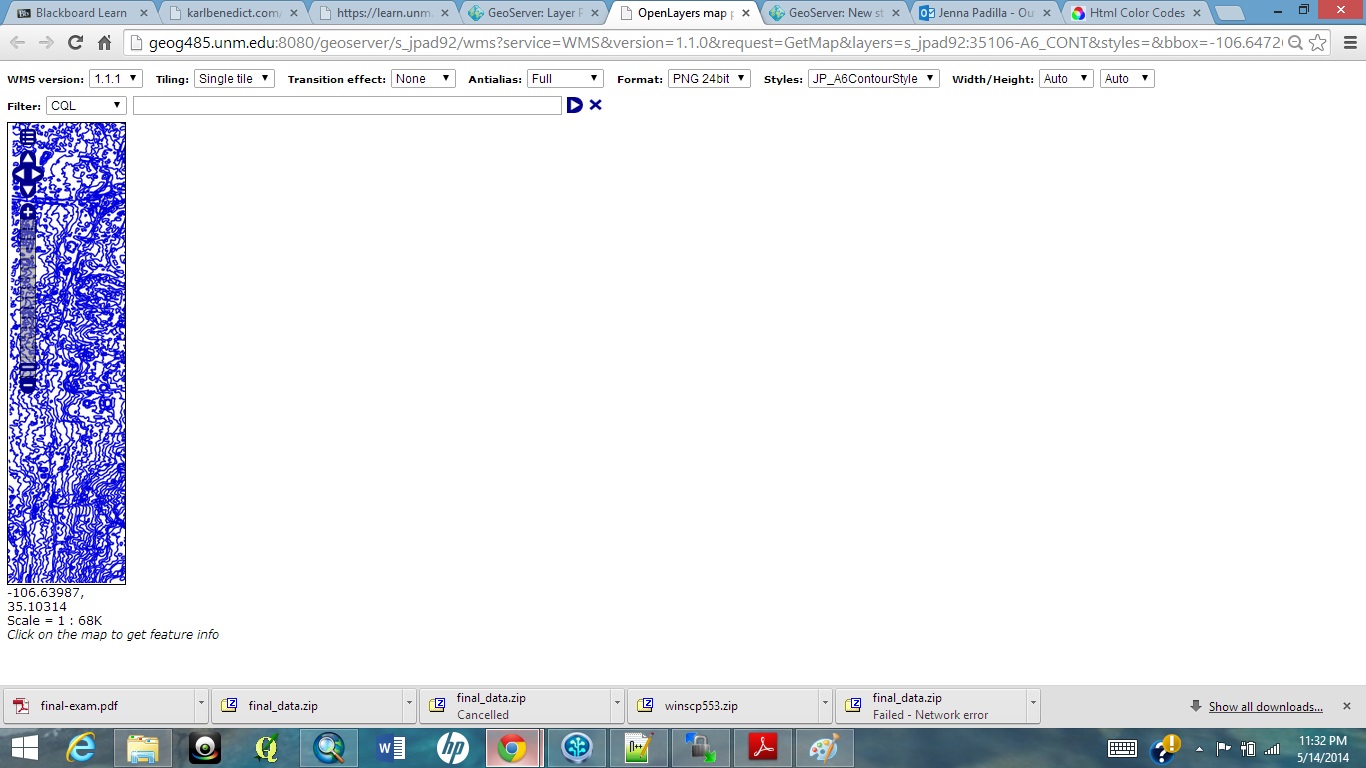 Blackboard Learn
karlbenedict.com/
https://learn.unm.
GeoServer: Layer P
OpenLayers map p
GeoServer: New st
Jenna Padilla - Ou
Html Color Codes
geog485.unm.edu:8080/geoserver/s_jpad92/wms?service=WMS&version=1.1.0&request=GetMap&layers=s_jpad92:35106-A6_CONT&styles=&bbox=-106.6472
WMS version: 1.1.1 Tiling: Single tile Transition effect: None Antialias: Full Format: PNG 24bit Styles: JP_A6ContourStyle Width/Height: Auto Auto
Filter: CQL
-106.63987,
35.10314
Scale = 1 : 68K
Click on the map to get feature info
final-exam.pdf
final_data.zip
final_data.zip
Cancelled
winscp553.zip
final_data.zip
Failed - Network error
Show all downloads...
11:32 PM
5/14/2014